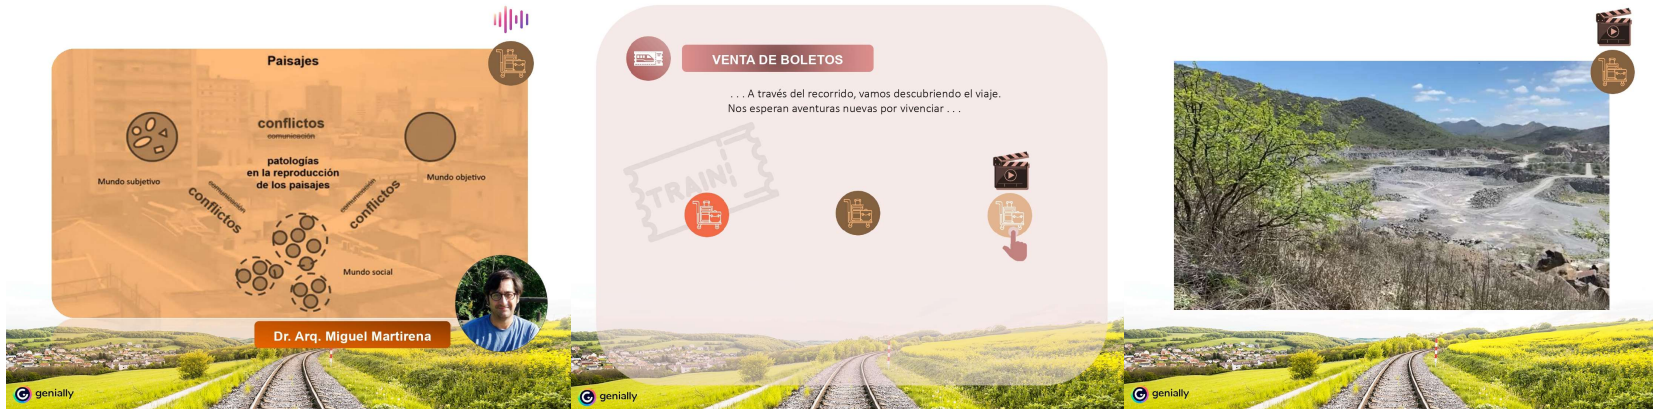 Paisajes
conflictos
comunicación
patologías
en la reproducción
de los paisajes
Mundo subjetivo
Mundo objetivo
comunicación
conflictos
comunicación
conflictos
Mundo social
Dr. Arq. Miguel Martirena
genially
VENTA DE BOLETOS
. . . A través del recorrido, vamos descubriendo el viaje.
Nos esperan aventuras nuevas por vivenciar . . .
TRAIN!
genially
genially